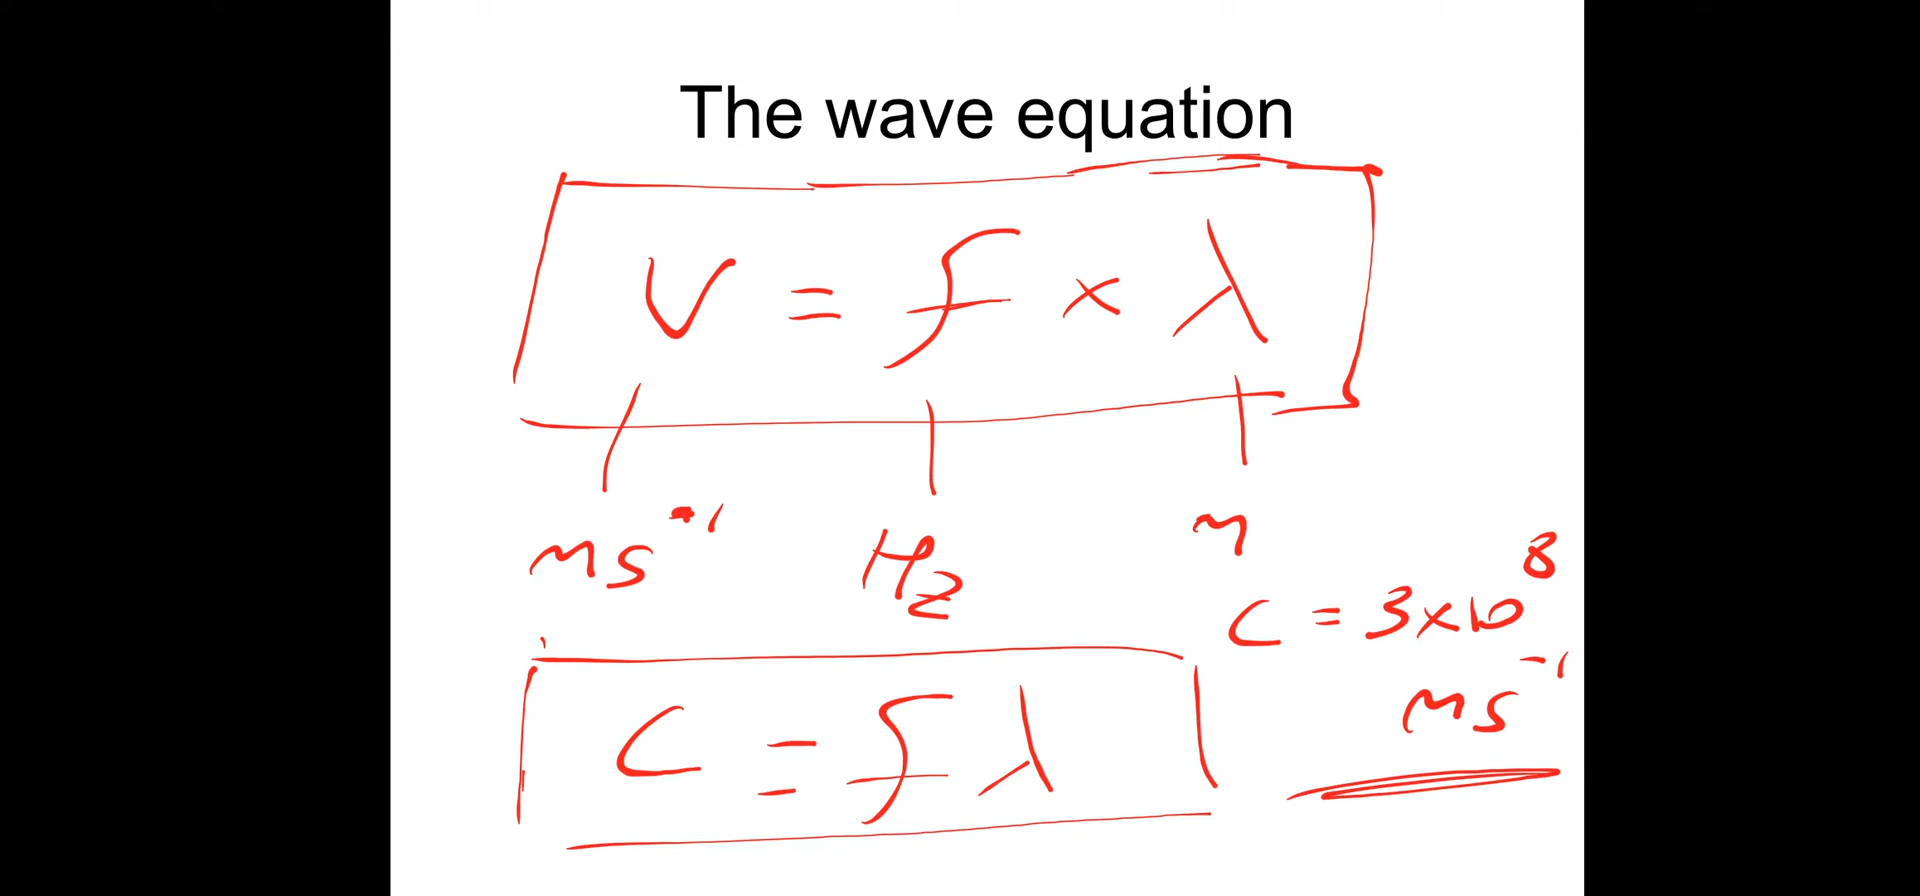 The wave equation
V = f × λ
ms⁻¹ Hz m
C = 3×10⁸
ms⁻¹
C = fλ